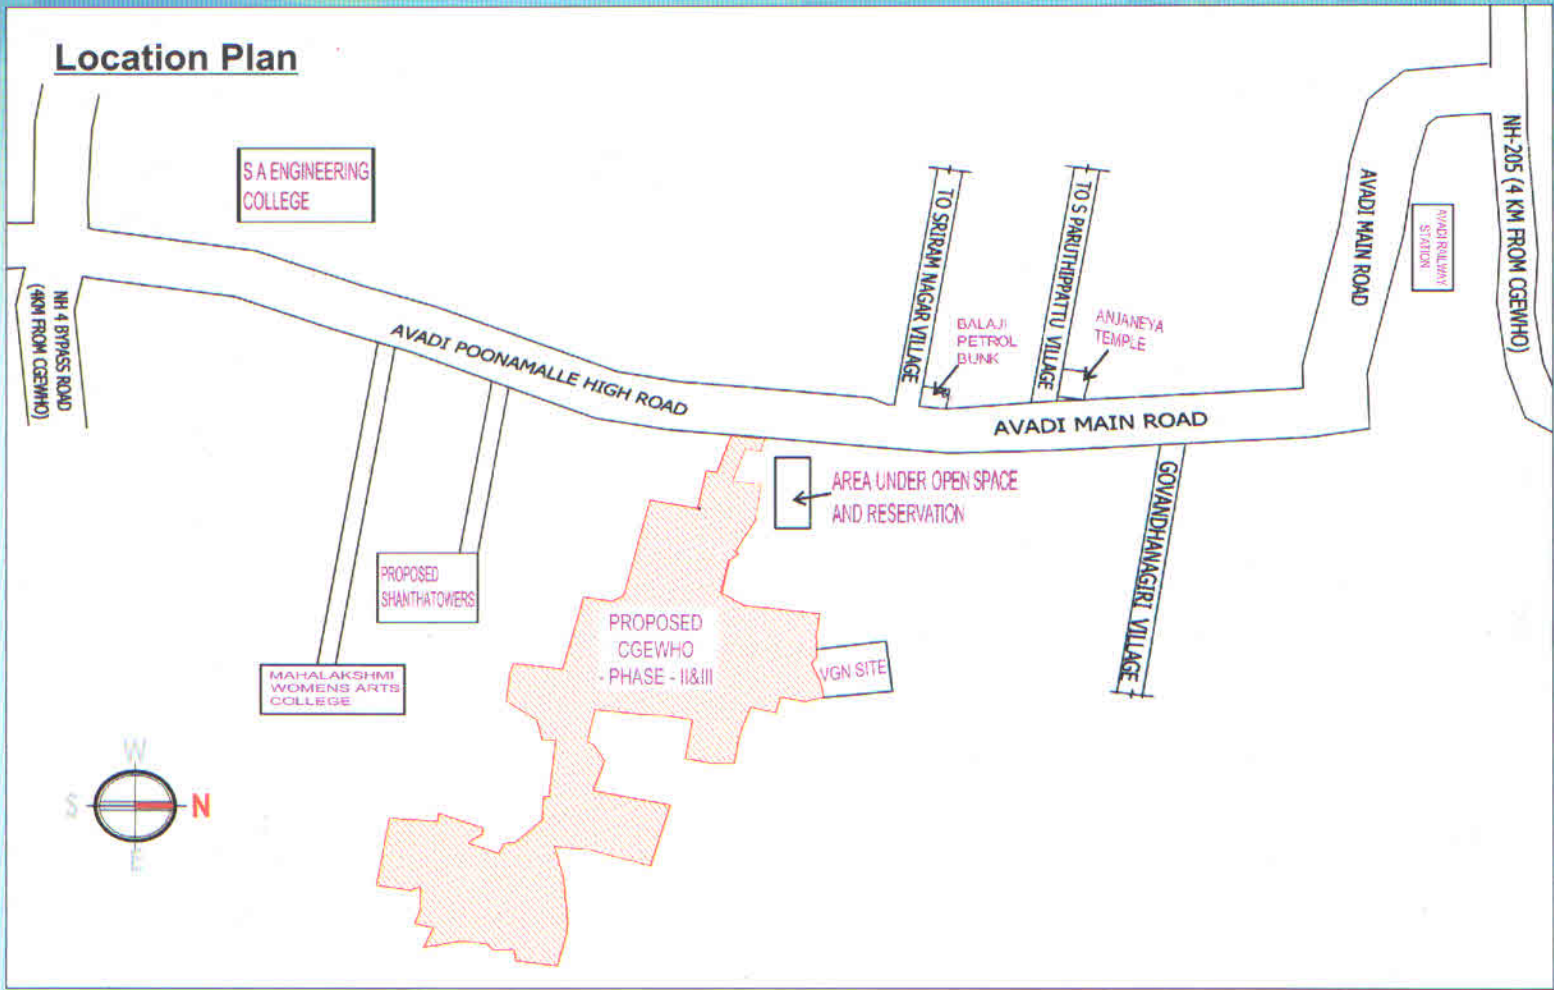 Location Plan
S A ENGINEERING
COLLEGE
NH 4 BYPASS ROAD
(4KM FROM CGEWHO)
AVADI POONAMALLE HIGH ROAD
TO SRIRAM NAGAR VILLAGE
BALAJI
PETROL
BUNK
TO S PARUTHIPPATTU VILLAGE
ANJANEYA
TEMPLE
AVADI MAIN ROAD
AVADI MAIN ROAD
AVADI RAILWAY
STATION
NH-205 (4 KM FROM CGEWHO)
AREA UNDER OPEN SPACE
AND RESERVATION
GOVANDHANAGIRI VILLAGE
PROPOSED
SHANTHATOWERS
MAHALAKSHMI
WOMENS ARTS
COLLEGE
PROPOSED
CGEWHO
- PHASE - II&III
VGN SITE
W
S
N
E